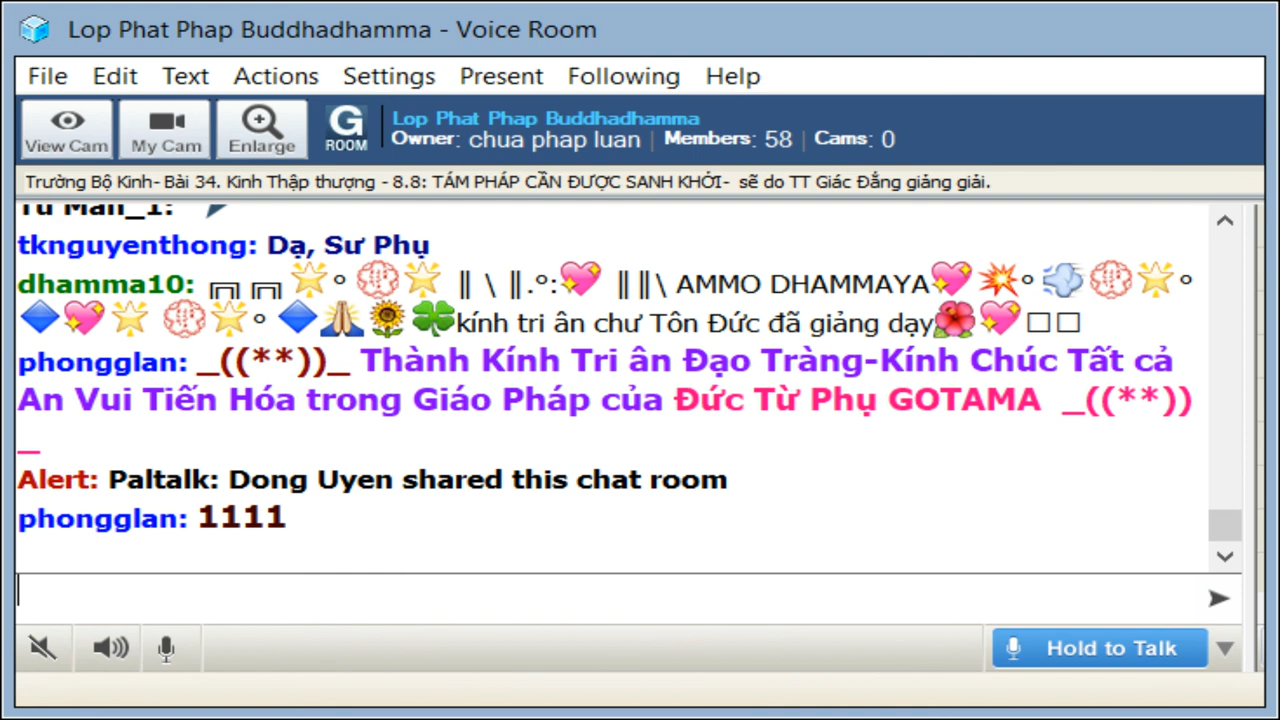 Lop Phat Phap Buddhadhamma - Voice Room
File Edit Text Actions Settings Present Following Help
View Cam My Cam Enlarge G ROOM
Lop Phat Phap Buddhadhamma
Owner: chua phap luan | Members: 58 | Cams: 0
Trường Bộ Kinh- Bài 34. Kinh Thập thượng - 8.8: TÁM PHÁP CẦN ĐƯỢC SANH KHỞI- sẽ do TT Giác Đẳng giảng giải.
Tu Man_1:
tknguyenthong: Dạ, Sư Phụ
dhamma10: ╔╗ ╔╗🌟° 💮🌟 ║ \ ║.°:💖 ║║\ AMMO DHAMMAYA💖💥° 💨💮🌟°
🔷💖🌟 💮🌟° 🔷🙏🌻🍀kính tri ân chư Tôn Đức đã giảng dạy🌺💖□□
phongglan: _((**))_ Thành Kính Tri ân Đạo Tràng-Kính Chúc Tất cả
An Vui Tiến Hóa trong Giáo Pháp của Đức Từ Phụ GOTAMA _((**))
_
Alert: Paltalk: Dong Uyen shared this chat room
phongglan: 1111
Hold to Talk